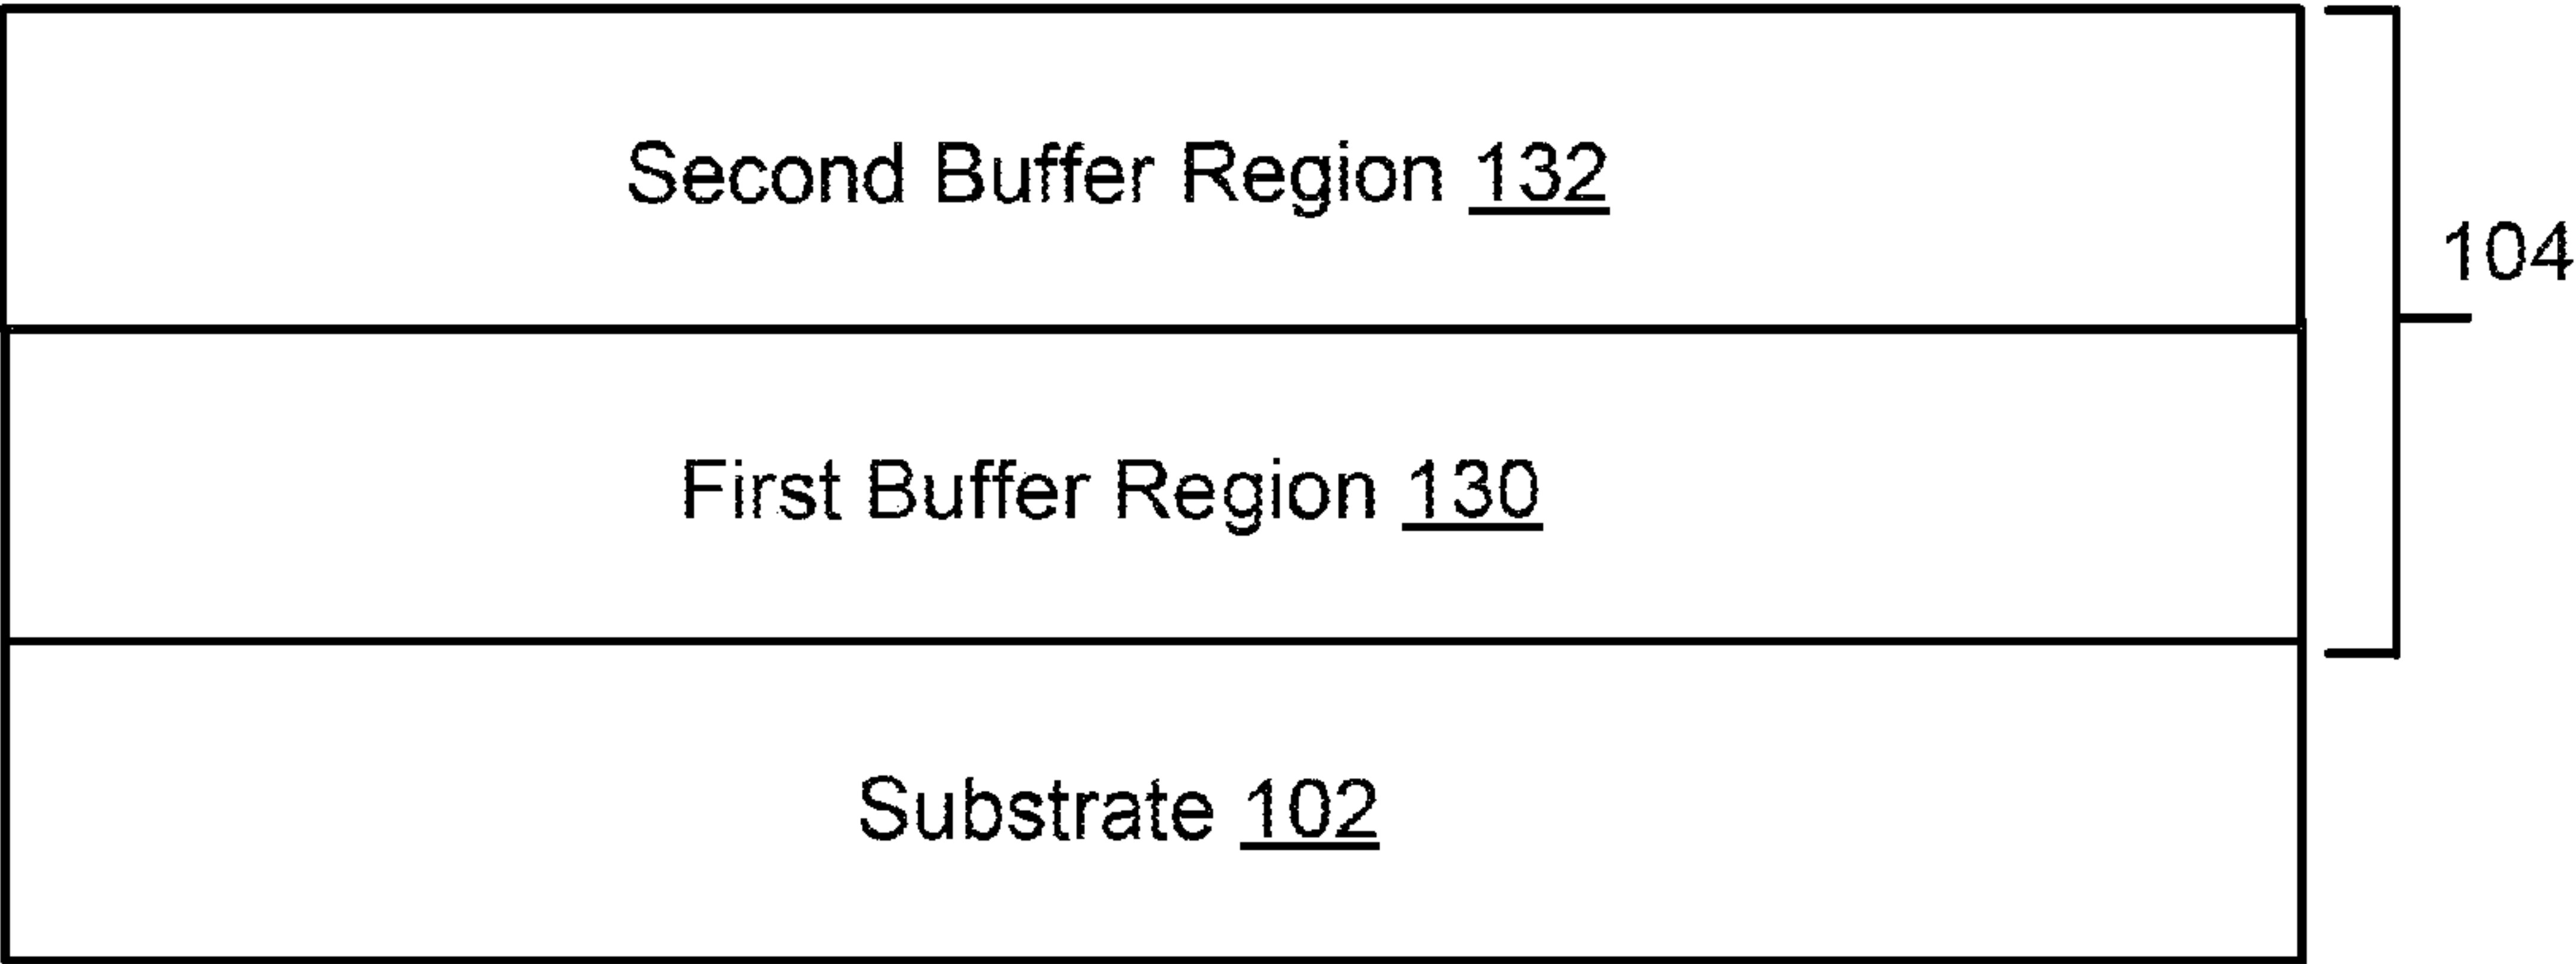 Second Buffer Region 132
104
First Buffer Region 130
Substrate 102